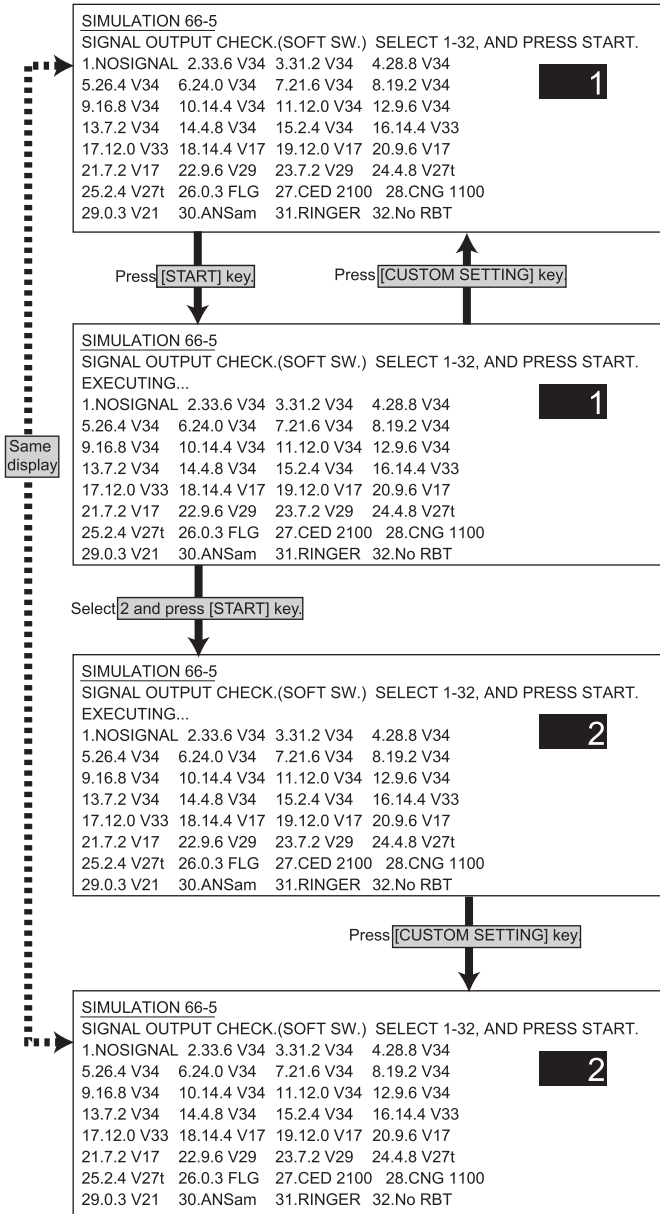 SIMULATION 66-5
SIGNAL OUTPUT CHECK.(SOFT SW.) SELECT 1-32, AND PRESS START.
1.NOSIGNAL 2.33.6 V34 3.31.2 V34 4.28.8 V34
1
5.26.4 V34 6.24.0 V34 7.21.6 V34 8.19.2 V34
9.16.8 V34 10.14.4 V34 11.12.0 V34 12.9.6 V34
13.7.2 V34 14.4.8 V34 15.2.4 V34 16.14.4 V33
17.12.0 V33 18.14.4 V17 19.12.0 V17 20.9.6 V17
21.7.2 V17 22.9.6 V29 23.7.2 V29 24.4.8 V27t
25.2.4 V27t 26.0.3 FLG 27.CED 2100 28.CNG 1100
29.0.3 V21 30.ANSam 31.RINGER 32.No RBT
Press [START] key.
Press [CUSTOM SETTING] key.
SIMULATION 66-5
SIGNAL OUTPUT CHECK.(SOFT SW.) SELECT 1-32, AND PRESS START.
EXECUTING...
1.NOSIGNAL 2.33.6 V34 3.31.2 V34 4.28.8 V34
1
5.26.4 V34 6.24.0 V34 7.21.6 V34 8.19.2 V34
9.16.8 V34 10.14.4 V34 11.12.0 V34 12.9.6 V34
13.7.2 V34 14.4.8 V34 15.2.4 V34 16.14.4 V33
17.12.0 V33 18.14.4 V17 19.12.0 V17 20.9.6 V17
21.7.2 V17 22.9.6 V29 23.7.2 V29 24.4.8 V27t
25.2.4 V27t 26.0.3 FLG 27.CED 2100 28.CNG 1100
29.0.3 V21 30.ANSam 31.RINGER 32.No RBT
Same
display
Select 2 and press [START] key.
SIMULATION 66-5
SIGNAL OUTPUT CHECK.(SOFT SW.) SELECT 1-32, AND PRESS START.
EXECUTING...
1.NOSIGNAL 2.33.6 V34 3.31.2 V34 4.28.8 V34
2
5.26.4 V34 6.24.0 V34 7.21.6 V34 8.19.2 V34
9.16.8 V34 10.14.4 V34 11.12.0 V34 12.9.6 V34
13.7.2 V34 14.4.8 V34 15.2.4 V34 16.14.4 V33
17.12.0 V33 18.14.4 V17 19.12.0 V17 20.9.6 V17
21.7.2 V17 22.9.6 V29 23.7.2 V29 24.4.8 V27t
25.2.4 V27t 26.0.3 FLG 27.CED 2100 28.CNG 1100
29.0.3 V21 30.ANSam 31.RINGER 32.No RBT
Press [CUSTOM SETTING] key.
SIMULATION 66-5
SIGNAL OUTPUT CHECK.(SOFT SW.) SELECT 1-32, AND PRESS START.
1.NOSIGNAL 2.33.6 V34 3.31.2 V34 4.28.8 V34
2
5.26.4 V34 6.24.0 V34 7.21.6 V34 8.19.2 V34
9.16.8 V34 10.14.4 V34 11.12.0 V34 12.9.6 V34
13.7.2 V34 14.4.8 V34 15.2.4 V34 16.14.4 V33
17.12.0 V33 18.14.4 V17 19.12.0 V17 20.9.6 V17
21.7.2 V17 22.9.6 V29 23.7.2 V29 24.4.8 V27t
25.2.4 V27t 26.0.3 FLG 27.CED 2100 28.CNG 1100
29.0.3 V21 30.ANSam 31.RINGER 32.No RBT